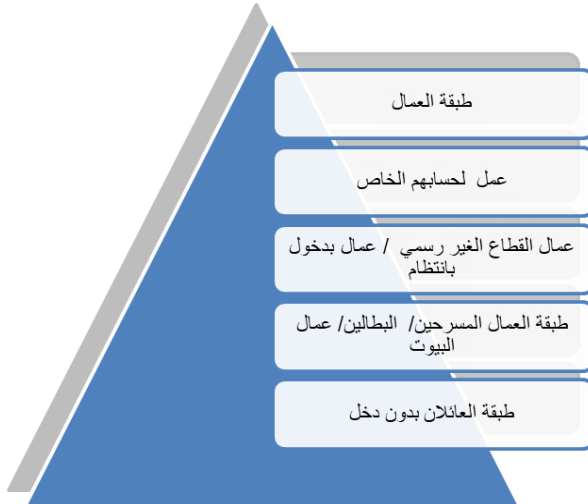 طبقة العمال
عمل لحسابهم الخاص
عمال القطاع الغير رسمي / عمال بدخول
بانتظام
طبقة العمال المسرحين/ البطالين/ عمال
البيوت
طبقة العائلان بدون دخل